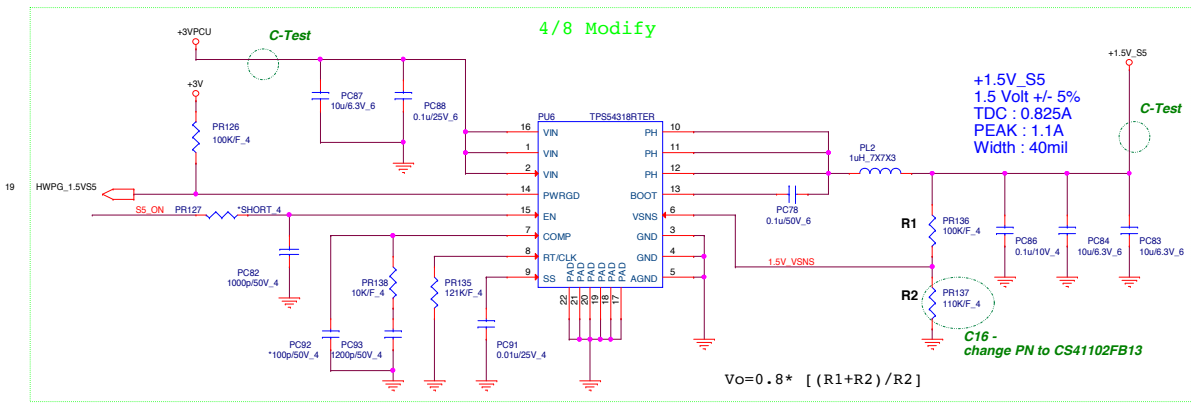 4/8 Modify
+3VPCU
C-Test
+3V
PC87
10u/6.3V_6
PC88
0.1u/25V_6
PR126
100K/F_4
19
HWPG_1.5VS5
S5_ON
PR127
*SHORT_4
PC82
1000p/50V_4
PR138
10K/F_4
PR135
121K/F_4
PC92
*100p/50V_4
PC93
1200p/50V_4
PC91
0.01u/25V_4
PU6
TPS54318RTER
16
VIN
1
VIN
2
VIN
14
PWRGD
15
EN
7
COMP
8
RT/CLK
9
SS
PH
10
PH
11
PH
12
BOOT
13
VSNS
6
GND
3
GND
4
AGND
5
PAD
PAD
PAD
PAD
PAD
PAD
22
21
20
19
18
17
PL2
1uH_7X7X3
PC78
0.1u/50V_6
1.5V_VSNS
R1
PR136
100K/F_4
R2
PR137
110K/F_4
PC86
0.1u/10V_4
PC84
10u/6.3V_6
PC83
10u/6.3V_6
+1.5V_S5
+1.5V_S5
1.5 Volt +/- 5%
TDC : 0.825A
PEAK : 1.1A
Width : 40mil
C-Test
C16 -
change PN to CS41102FB13
Vo=0.8* [(R1+R2)/R2]